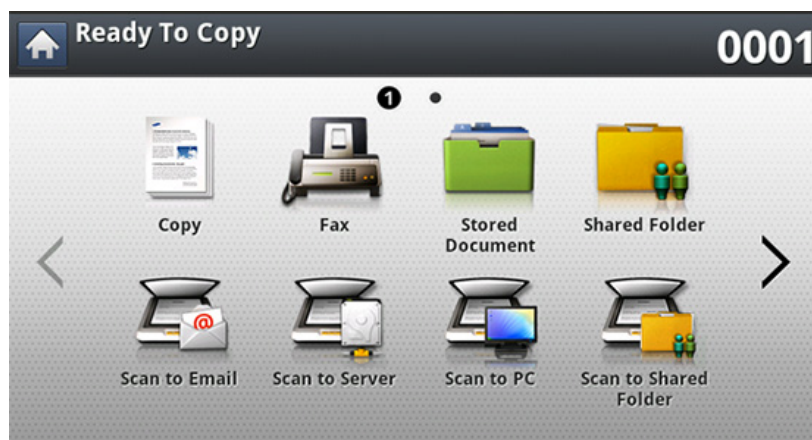 Ready To Copy
0001
1
Copy
Fax
Stored
Document
Shared Folder
@
Scan to Email
Scan to Server
Scan to PC
Scan to Shared
Folder